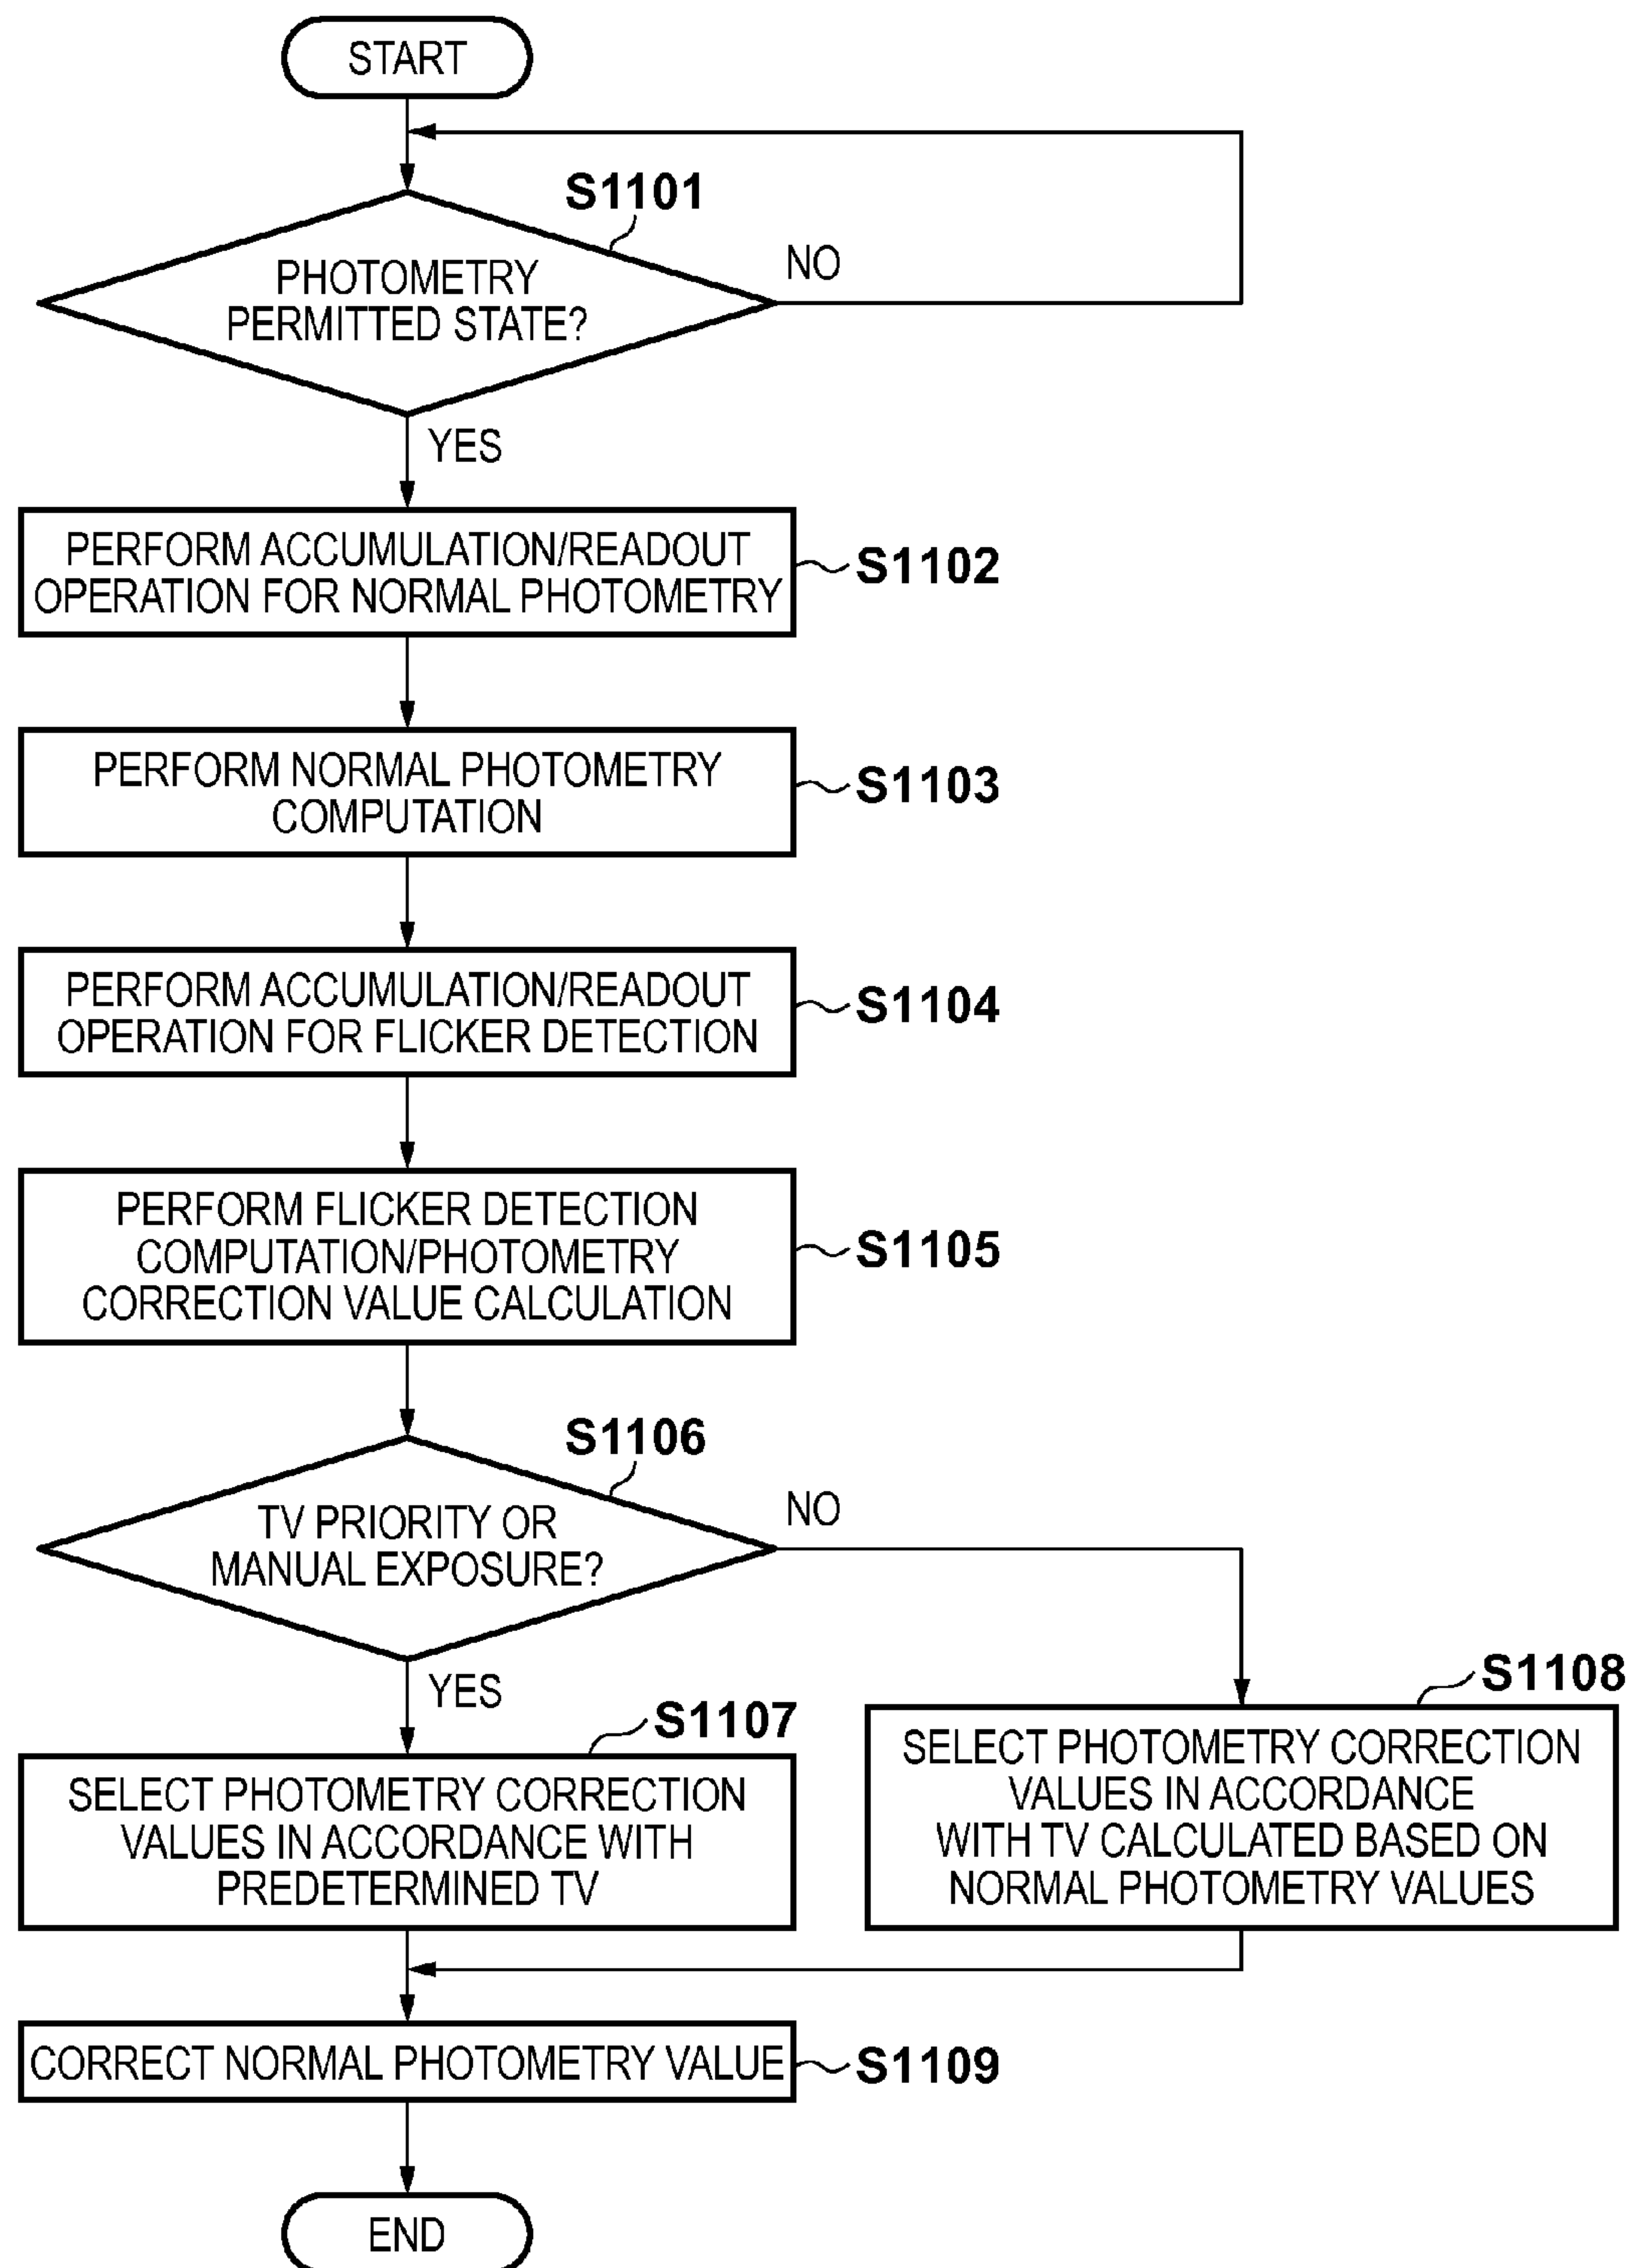 START
S1101
PHOTOMETRY
PERMITTED STATE?
NO
YES
PERFORM ACCUMULATION/READOUT
OPERATION FOR NORMAL PHOTOMETRY
S1102
PERFORM NORMAL PHOTOMETRY
COMPUTATION
S1103
PERFORM ACCUMULATION/READOUT
OPERATION FOR FLICKER DETECTION
S1104
PERFORM FLICKER DETECTION
COMPUTATION/PHOTOMETRY
CORRECTION VALUE CALCULATION
S1105
S1106
TV PRIORITY OR
MANUAL EXPOSURE?
NO
YES
S1107
SELECT PHOTOMETRY CORRECTION
VALUES IN ACCORDANCE WITH
PREDETERMINED TV
S1108
SELECT PHOTOMETRY CORRECTION
VALUES IN ACCORDANCE
WITH TV CALCULATED BASED ON
NORMAL PHOTOMETRY VALUES
CORRECT NORMAL PHOTOMETRY VALUE
S1109
END